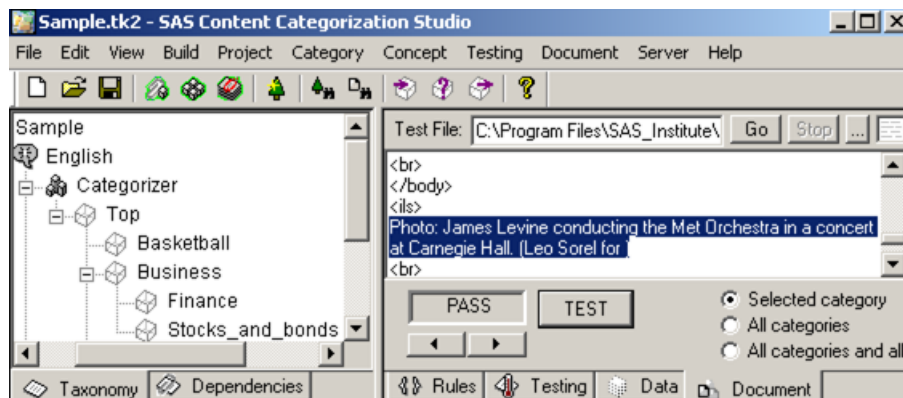 Sample.tk2 - SAS Content Categorization Studio
File Edit View Build Project Category Concept Testing Document Server Help
Sample
English
Categorizer
Top
Basketball
Business
Finance
Stocks_and_bonds
Taxonomy Dependencies
Test File: C:\Program Files\SAS_Institute\ Go Stop ...
<br>
</body>
<ils>
Photo: James Levine conducting the Met Orchestra in a concert
at Carnegie Hall. (Leo Sorel for )
<br>
PASS TEST
Selected category
All categories
All categories and all
Rules Testing Data Document